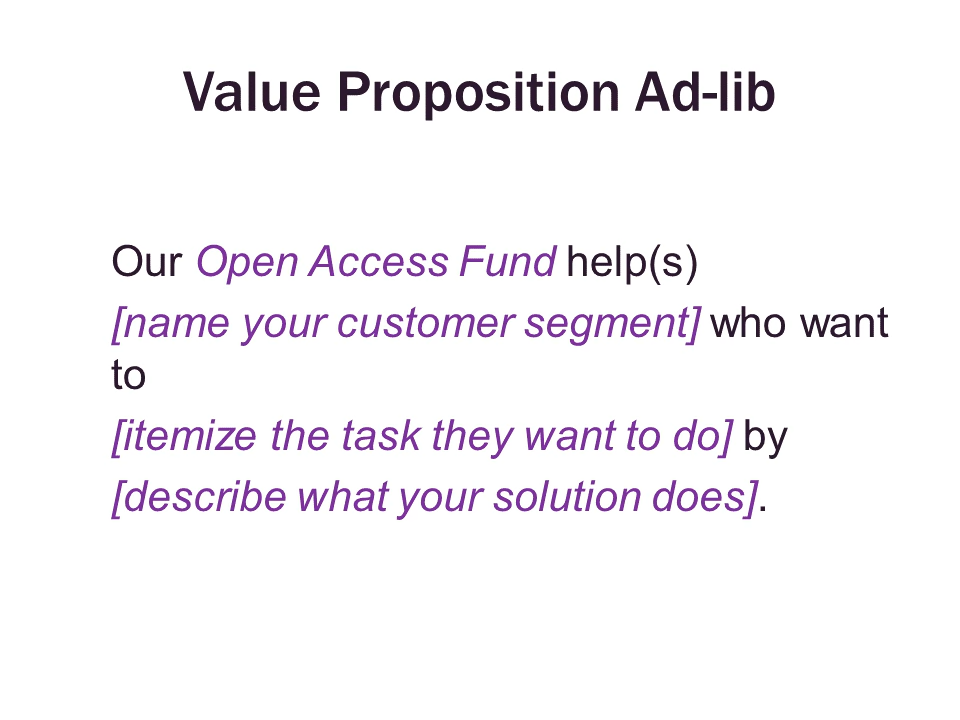 Value Proposition Ad-lib
Our Open Access Fund help(s)
[name your customer segment] who want
to
[itemize the task they want to do] by
[describe what your solution does].